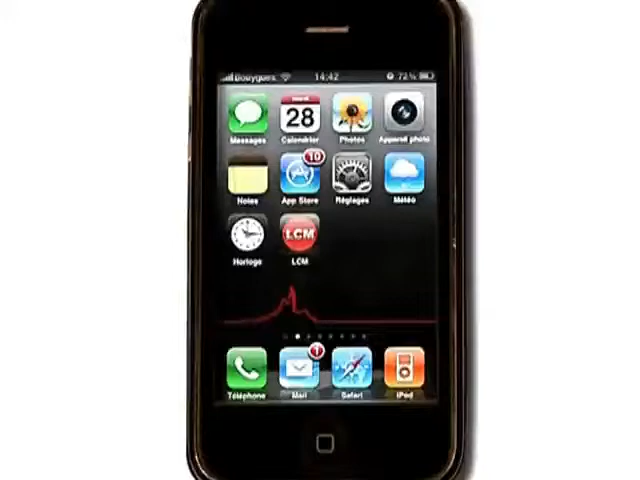 Bouygues 14:42 72%
28
Messages Calendrier Photos Appareil photo
10
Notes App Store Réglages Météo
LCM
Horloge LCM
1
Téléphone Mail Safari iPod